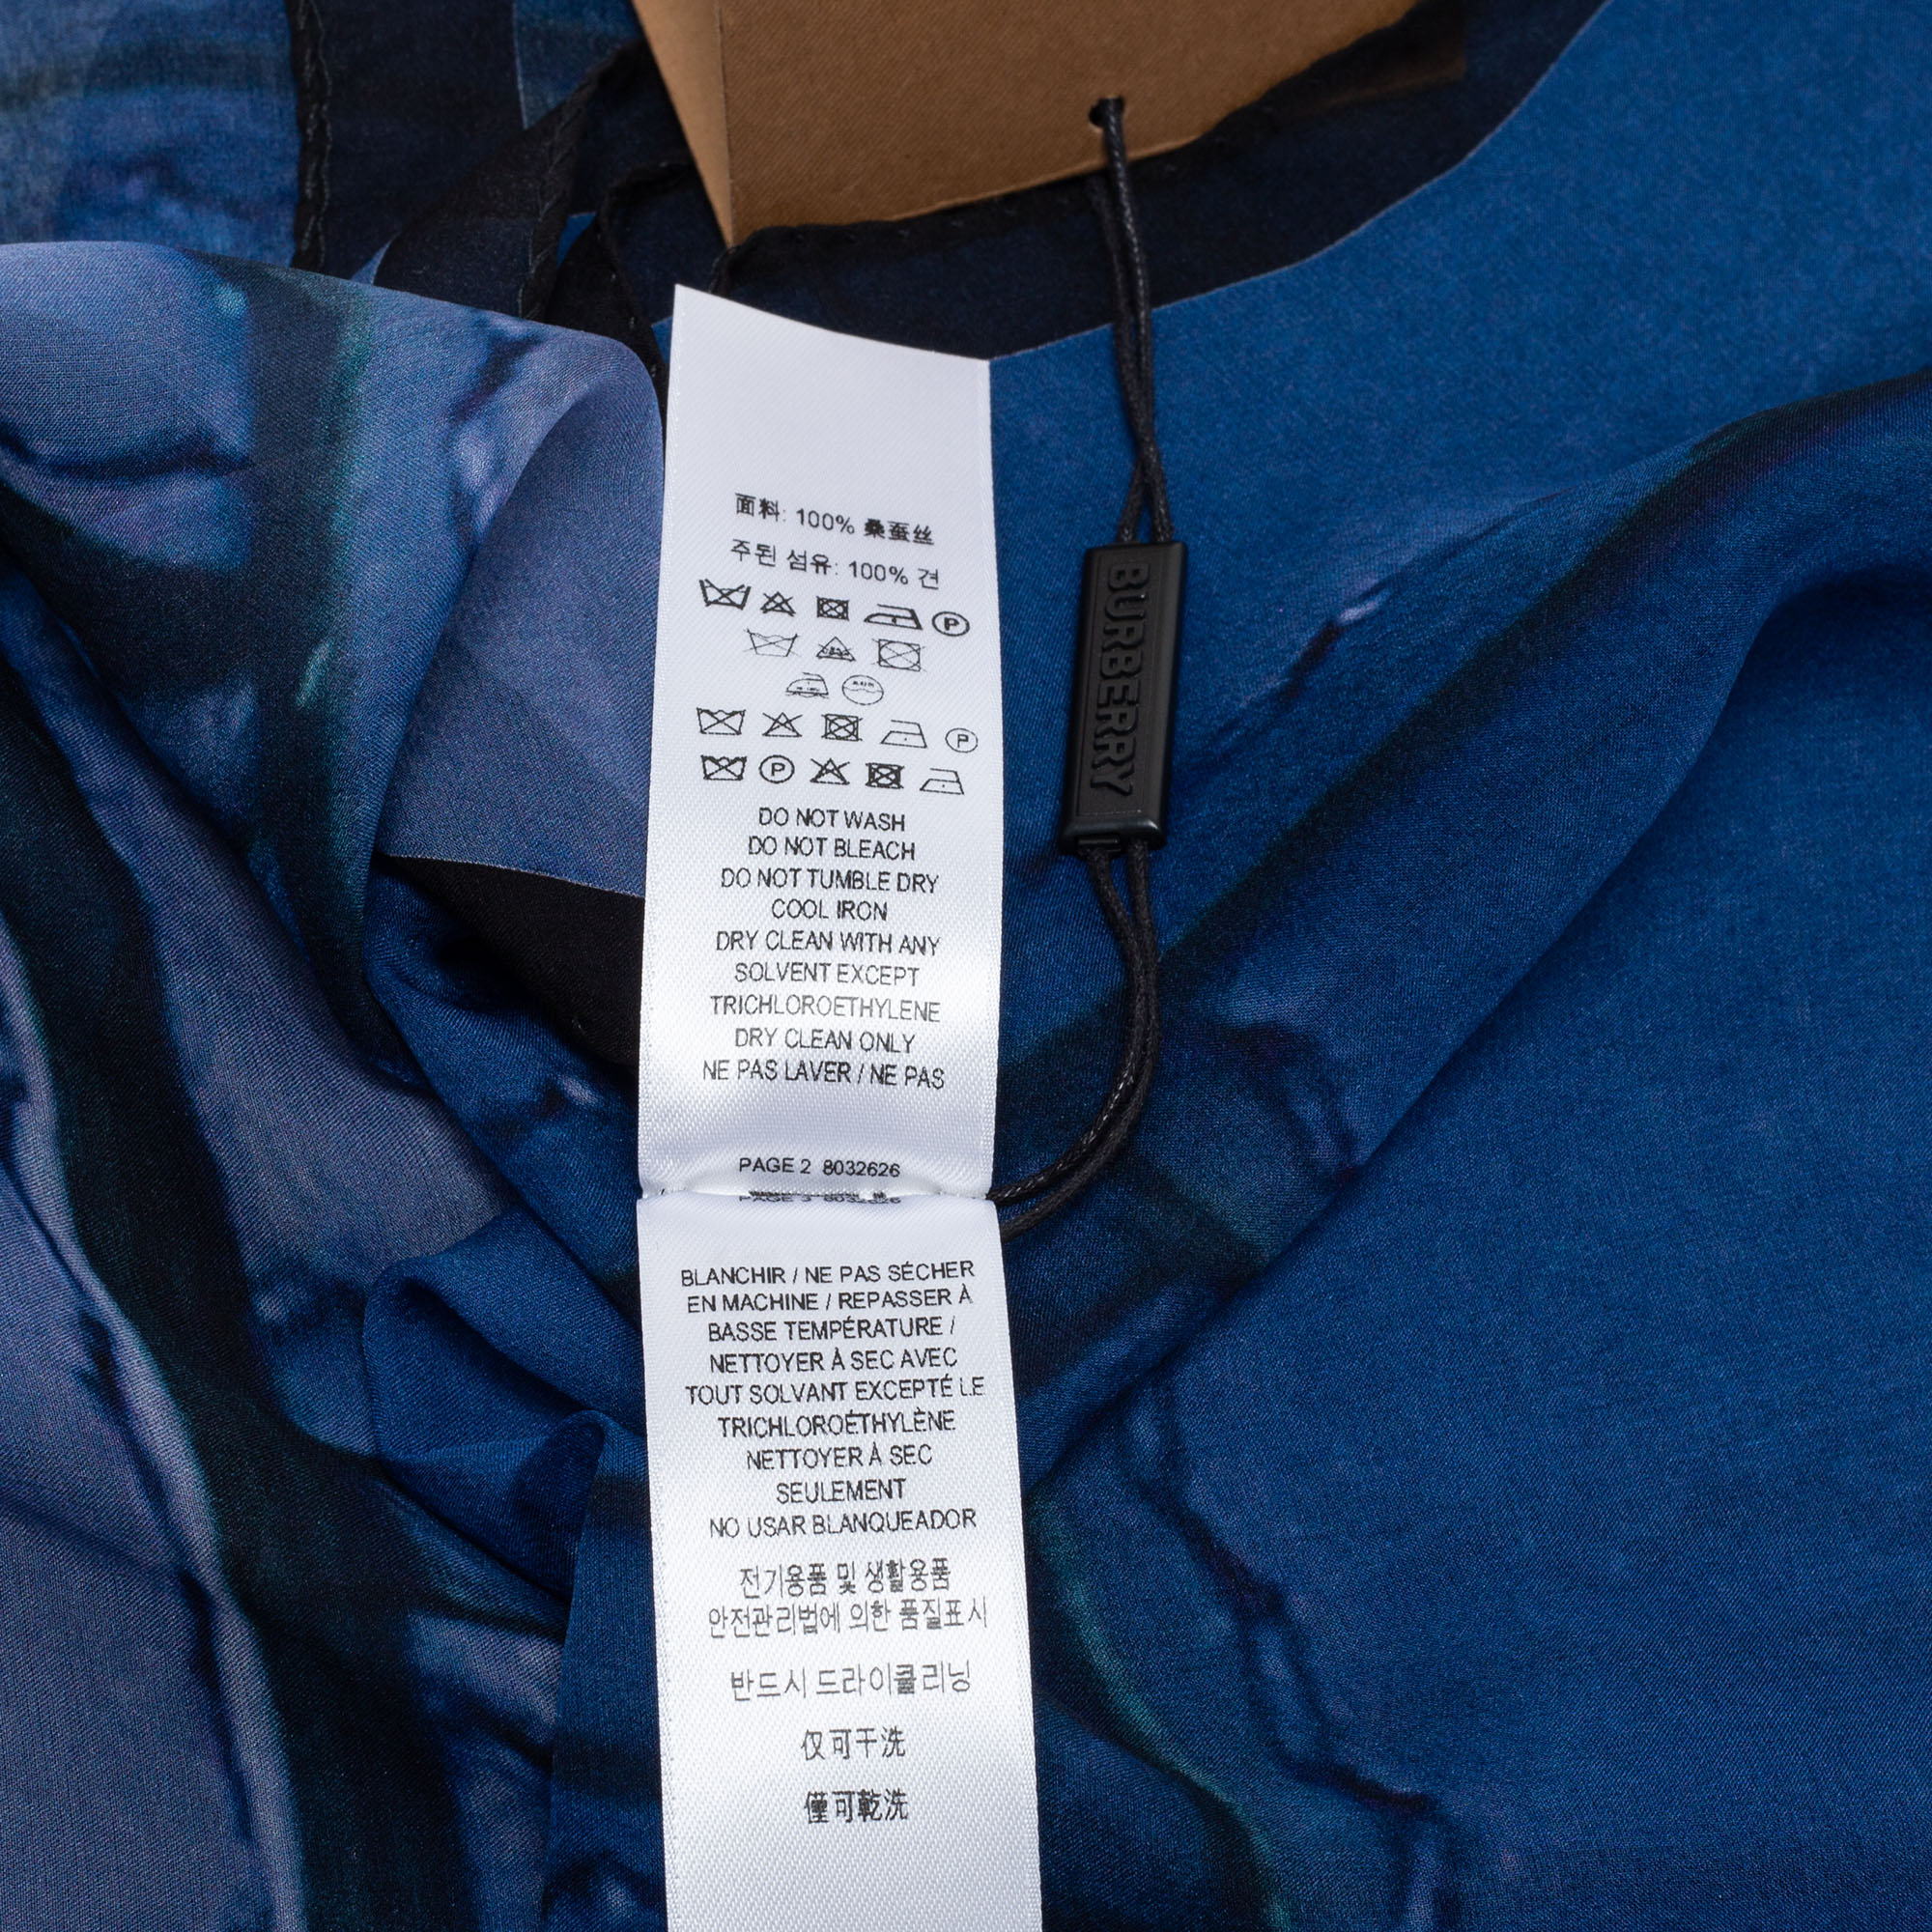 面料: 100% 桑蚕丝
주된 섬유: 100% 견
P
P
P
DO NOT WASH
DO NOT BLEACH
DO NOT TUMBLE DRY
COOL IRON
DRY CLEAN WITH ANY
SOLVENT EXCEPT
TRICHLOROETHYLENE
DRY CLEAN ONLY
NE PAS LAVER / NE PAS
PAGE 2 8032626
PAGE 3 8032626
BLANCHIR / NE PAS SÉCHER
EN MACHINE / REPASSER À
BASSE TEMPÉRATURE /
NETTOYER À SEC AVEC
TOUT SOLVANT EXCEPTÉ LE
TRICHLOROÉTHYLÈNE
NETTOYER À SEC
SEULEMENT
NO USAR BLANQUEADOR
전기용품 및 생활용품
안전관리법에 의한 품질표시
반드시 드라이클리닝
仅可干洗
僅可乾洗
BURBERRY